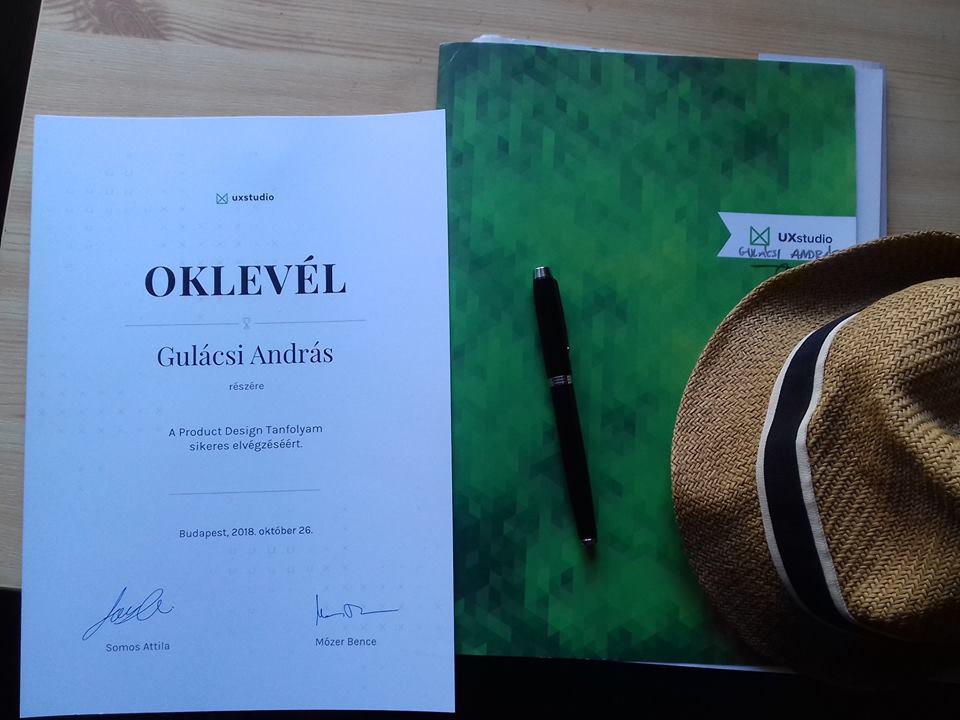 uxstudio
OKLEVÉL
Gulácsi András
részére
A Product Design Tanfolyam
sikeres elvégzéséért.
Budapest, 2018. október 26.
Somos Attila
Mózer Bence
UXstudio
GULÁCSI ANDRÁS